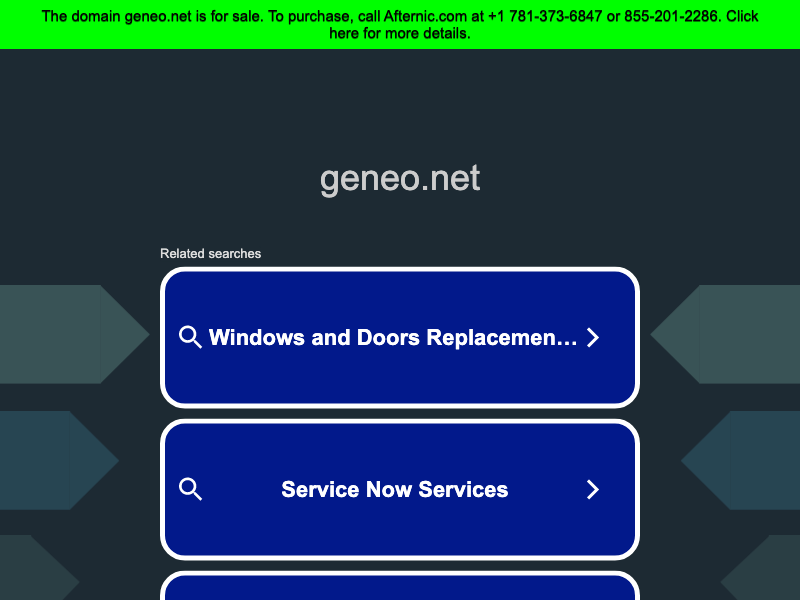 The domain geneo.net is for sale. To purchase, call Afternic.com at +1 781-373-6847 or 855-201-2286. Click
here for more details.
geneo.net
Related searches
Windows and Doors Replacemen…
Service Now Services